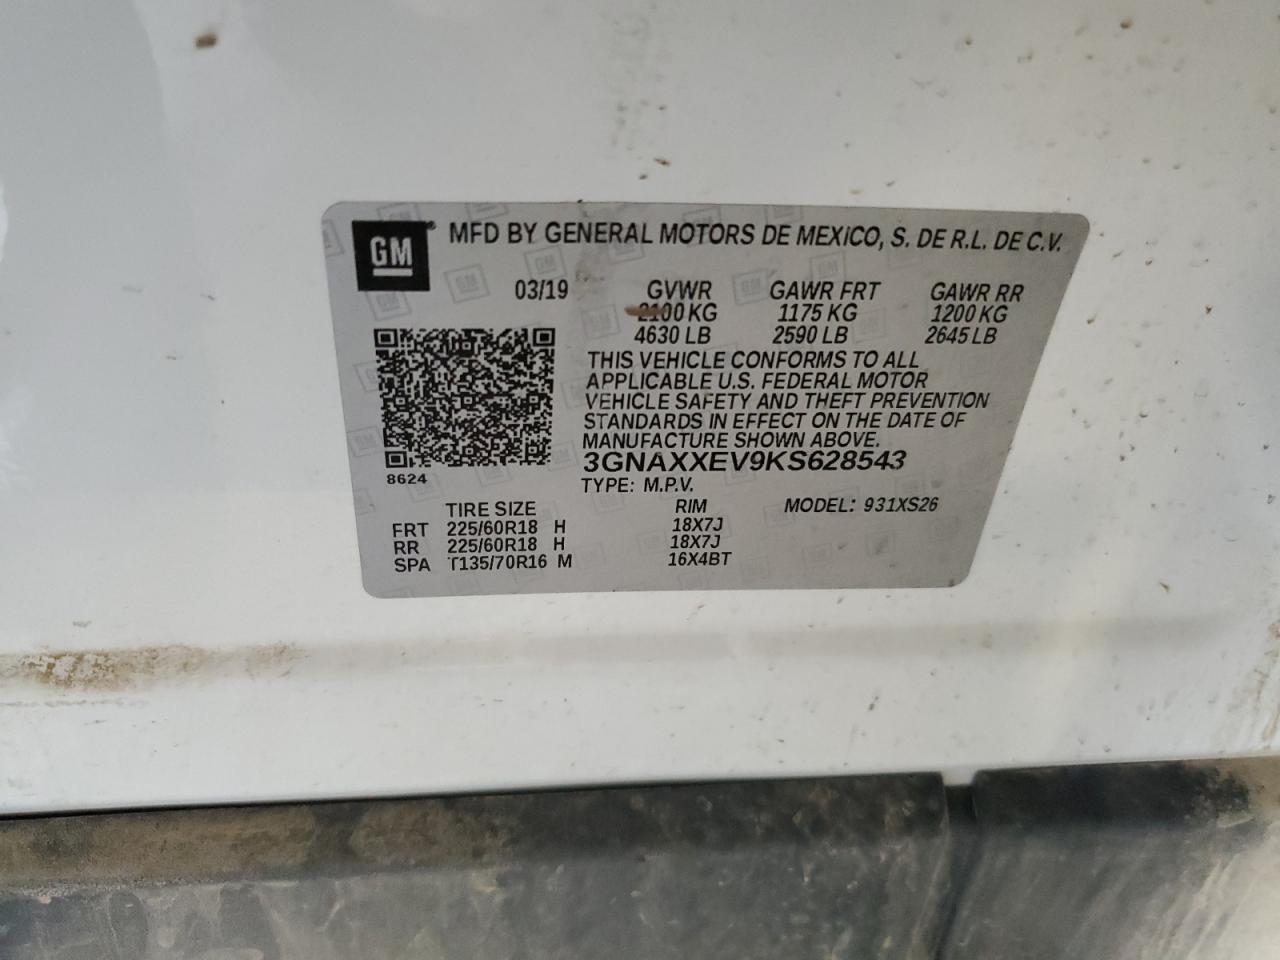 GM® MFD BY GENERAL MOTORS DE MEXICO, S. DE R.L. DE C.V.
03/19 GVWR GAWR FRT GAWR RR
2100 KG 1175 KG 1200 KG
4630 LB 2590 LB 2645 LB
THIS VEHICLE CONFORMS TO ALL
APPLICABLE U.S. FEDERAL MOTOR
VEHICLE SAFETY AND THEFT PREVENTION
STANDARDS IN EFFECT ON THE DATE OF
MANUFACTURE SHOWN ABOVE.
3GNAXXEV9KS628543
8624
TYPE: M.P.V.
TIRE SIZE RIM MODEL: 931XS26
FRT 225/60R18 H 18X7J
RR 225/60R18 H 18X7J
SPA T135/70R16 M 16X4BT